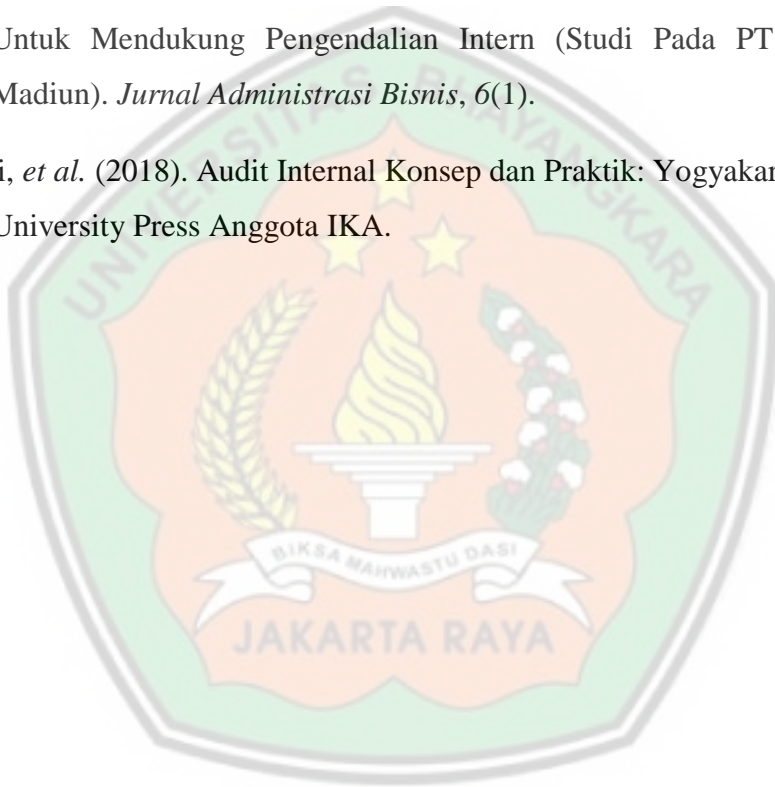 Untuk Mendukung Pengendalian Intern (Studi Pada PT
Madiun). Jurnal Administrasi Bisnis, 6(1).
i, et al. (2018). Audit Internal Konsep dan Praktik: Yogyakar
University Press Anggota IKA.
UNIVERSITAS BHAYANGKARA
BIKSA MAHWASTU DASI
JAKARTA RAYA